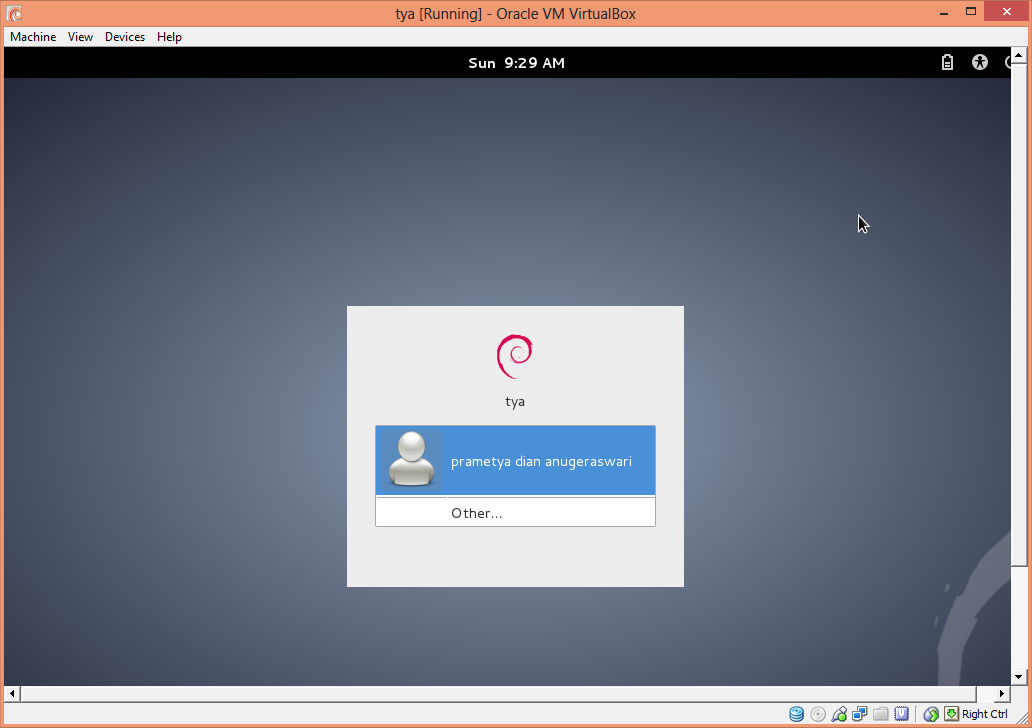 tya [Running] - Oracle VM VirtualBox
Machine View Devices Help
Sun 9:29 AM
tya
prametya dian anugeraswari
Other...
Right Ctrl